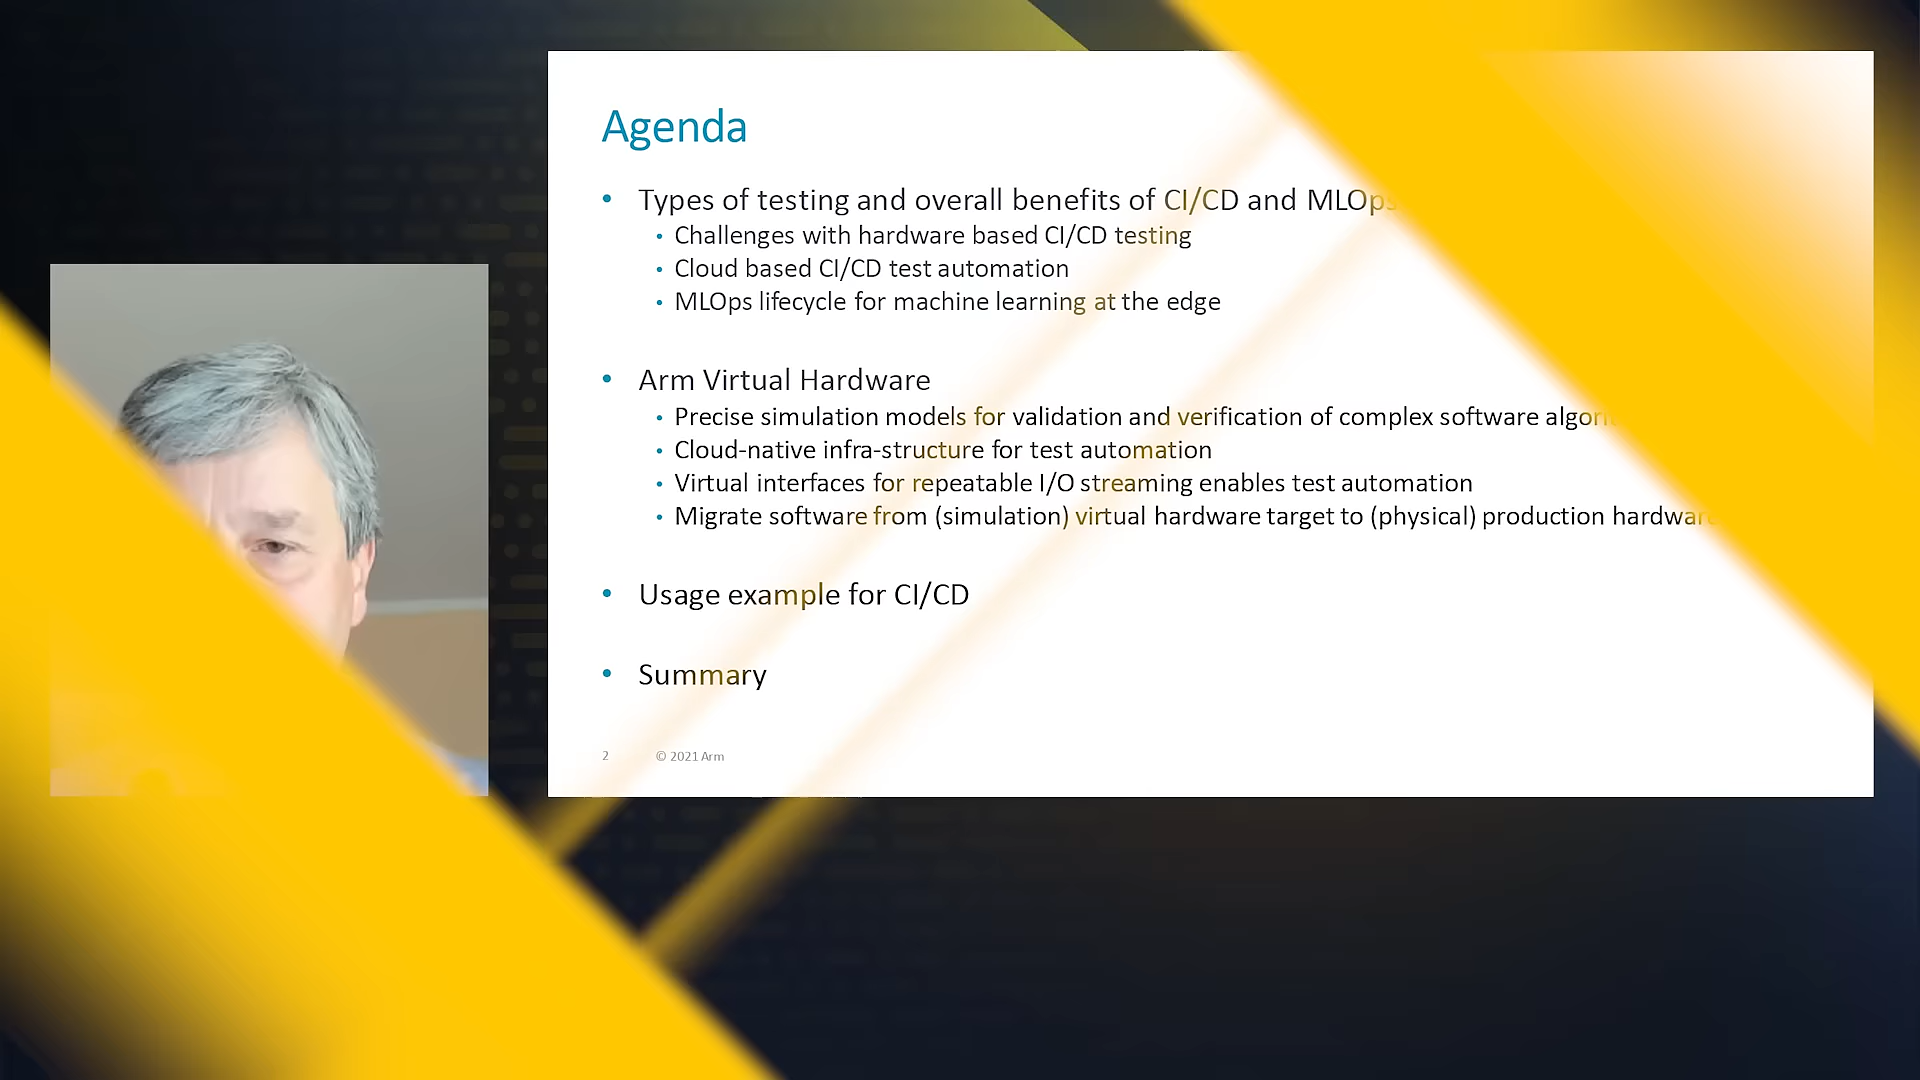 Agenda
• Types of testing and overall benefits of CI/CD and MLOps
• Challenges with hardware based CI/CD testing
• Cloud based CI/CD test automation
• MLOps lifecycle for machine learning at the edge
• Arm Virtual Hardware
• Precise simulation models for validation and verification of complex software
• Cloud-native infra-structure for test automation
• Virtual interfaces for repeatable I/O streaming enables test automation
• Migrate software from (simulation) virtual hardware target to (physical) production hardware
• Usage example for CI/CD
• Summary
2 © 2021 Arm